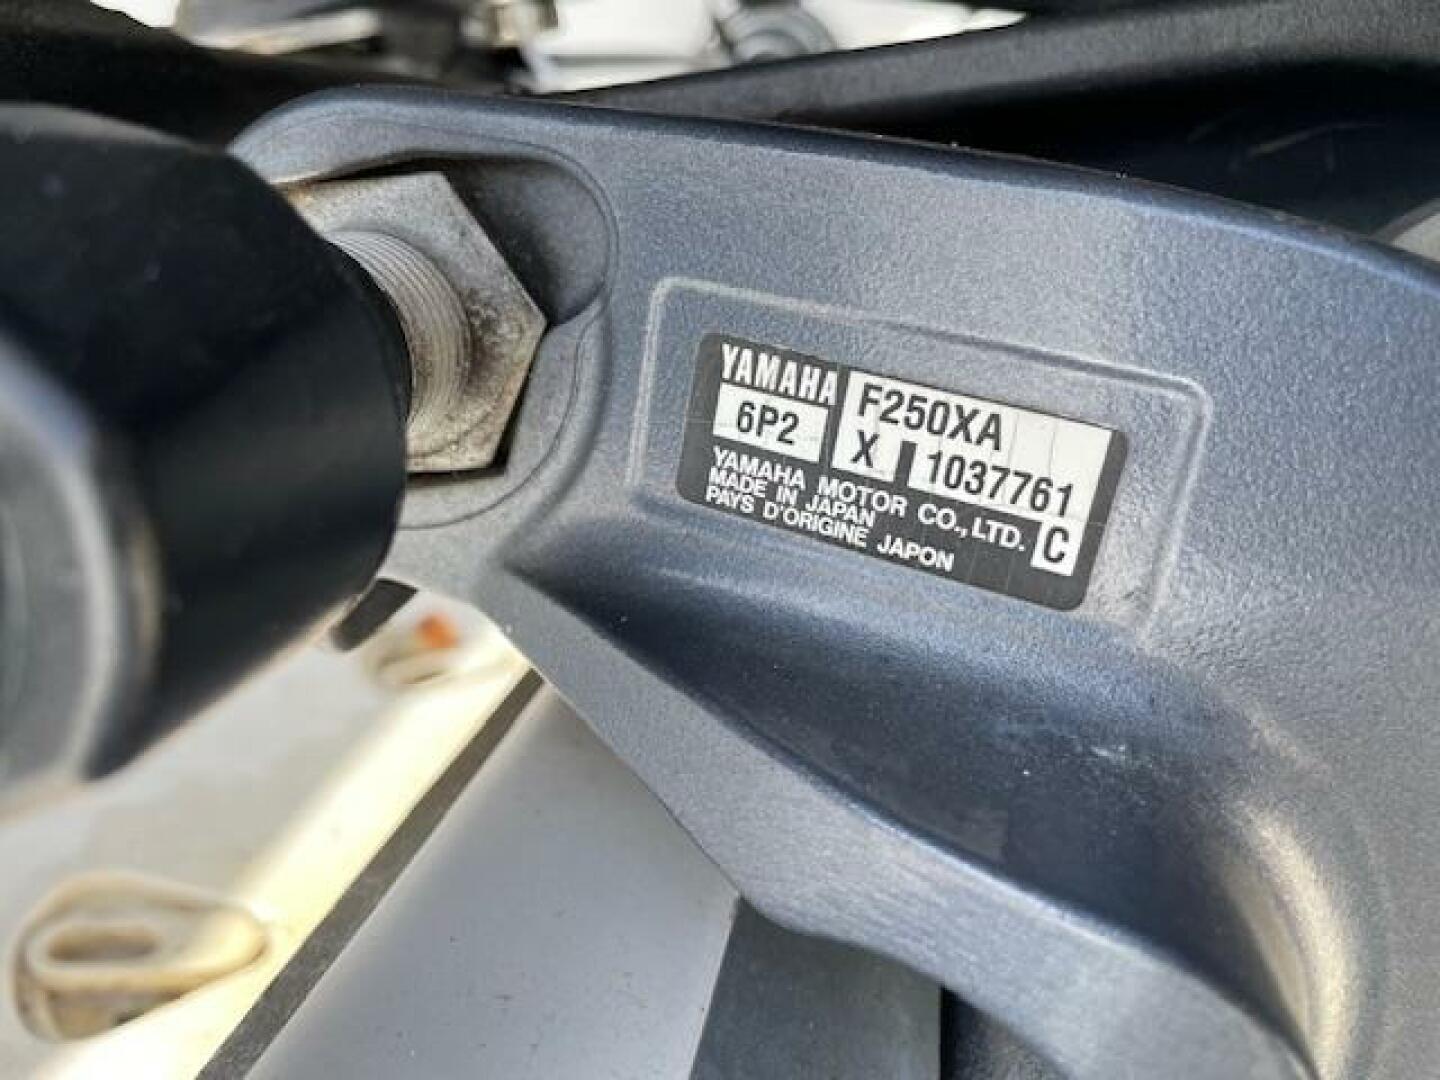 YAMAHA F250XA
6P2 X 1037761
YAMAHA MOTOR CO., LTD.
MADE IN JAPAN
PAYS D'ORIGINE JAPON
C